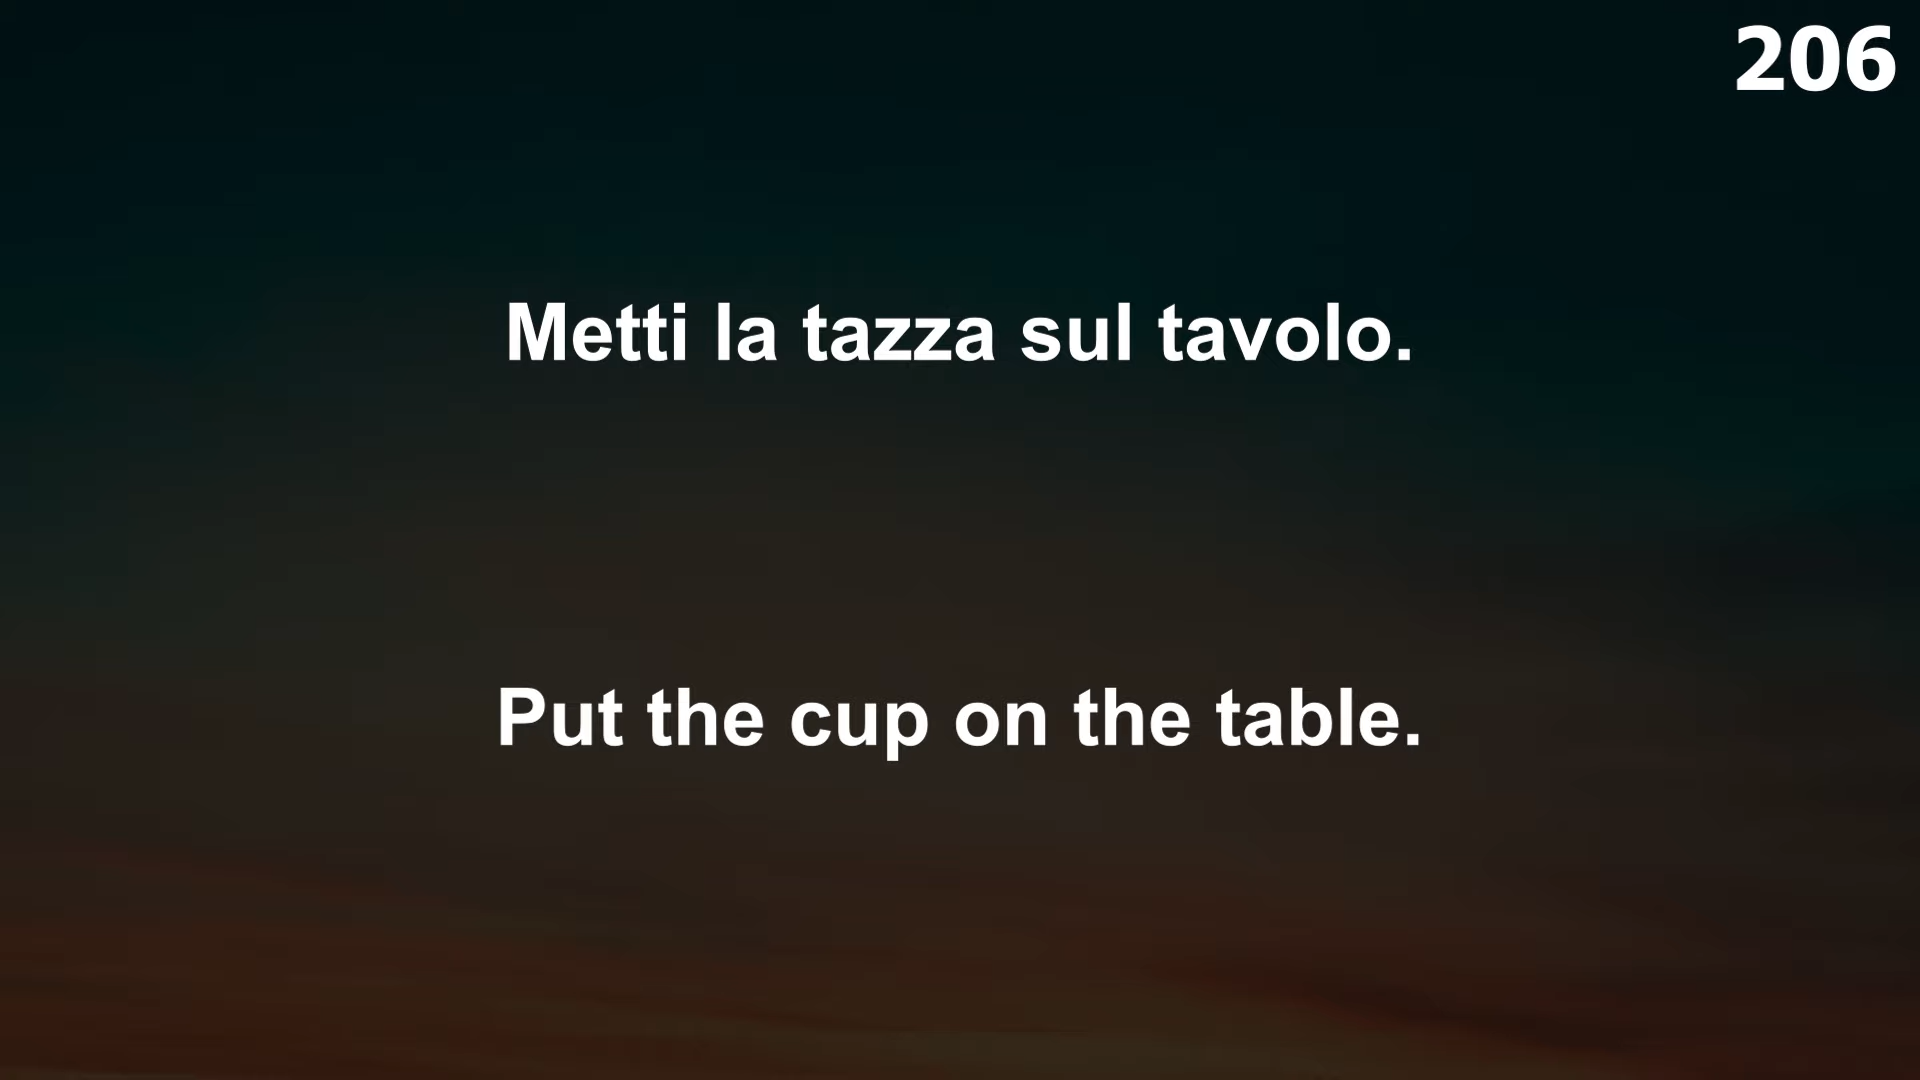 206
Metti la tazza sul tavolo.
Put the cup on the table.